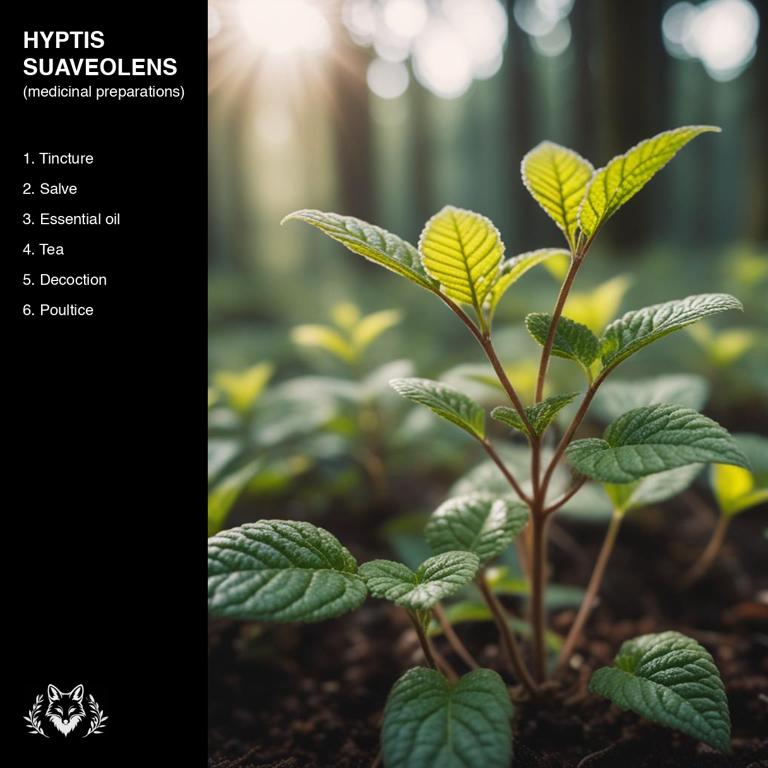 HYPTIS
SUAVEOLENS
(medicinal preparations)
1. Tincture
2. Salve
3. Essential oil
4. Tea
5. Decoction
6. Poultice